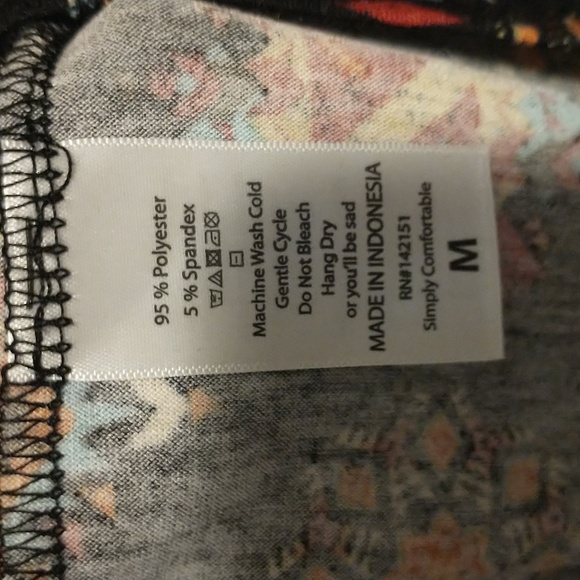 95 % Polyester
5 % Spandex
Machine Wash Cold
Gentle Cycle
Do Not Bleach
Hang Dry
or you'll be sad
MADE IN INDONESIA
RN#142151
Simply Comfortable
M